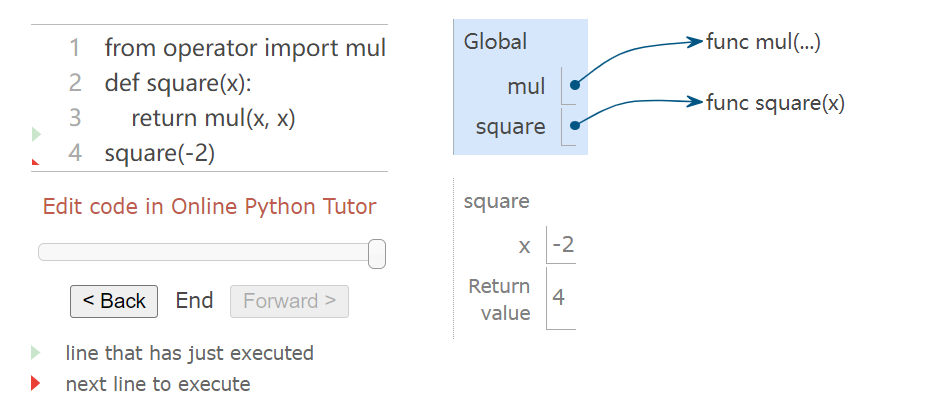 1 from operator import mul
2 def square(x):
3 return mul(x, x)
4 square(-2)
Edit code in Online Python Tutor
< Back End Forward >
line that has just executed
next line to execute
Global
mul
square
func mul(...)
func square(x)
square
x -2
Return
value 4